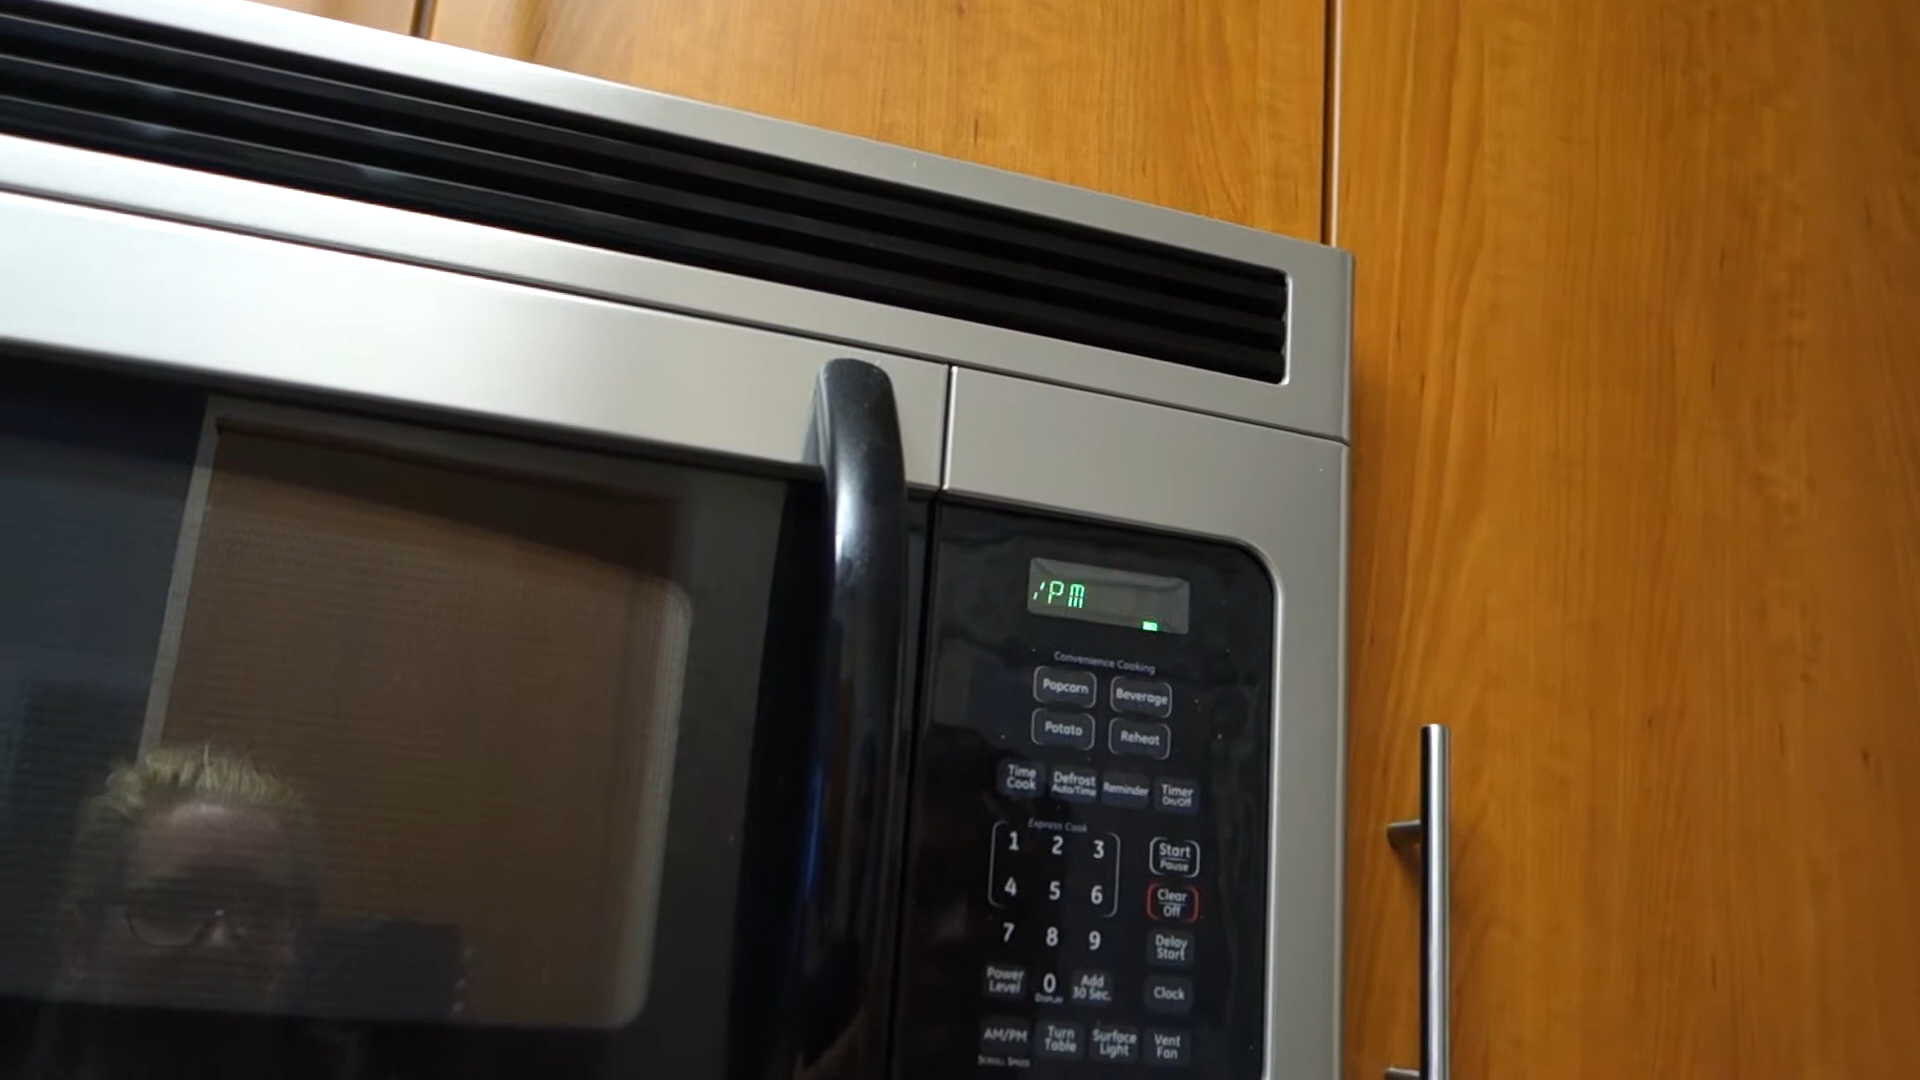 /PM
Convenience Cooking
Popcorn Beverage
Potato Reheat
Time Cook
Defrost Auto/Time
Reminder
Timer On/Off
Express Cook
1 2 3
4 5 6
7 8 9
0
Display
Start Pause
Clear Off
Delay Start
Power Level
Add 30 Sec.
Clock
AM/PM
Scroll Speed
Turn Table
Surface Light
Vent Fan